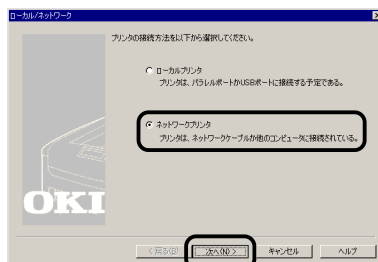 ローカル/ネットワーク
プリンタの接続方法を以下から選択してください。
ローカルプリンタ
プリンタは、パラレルポートかUSBポートに接続する予定である。
ネットワークプリンタ
プリンタは、ネットワークケーブルか他のコンピュータに接続されている。
OKI
< 戻る(B) 次へ(N) > キャンセル ヘルプ